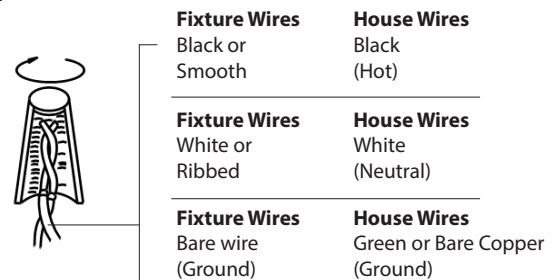 Fixture Wires House Wires
Black or Black
Smooth (Hot)
Fixture Wires House Wires
White or White
Ribbed (Neutral)
Fixture Wires House Wires
Bare wire Green or Bare Copper
(Ground) (Ground)